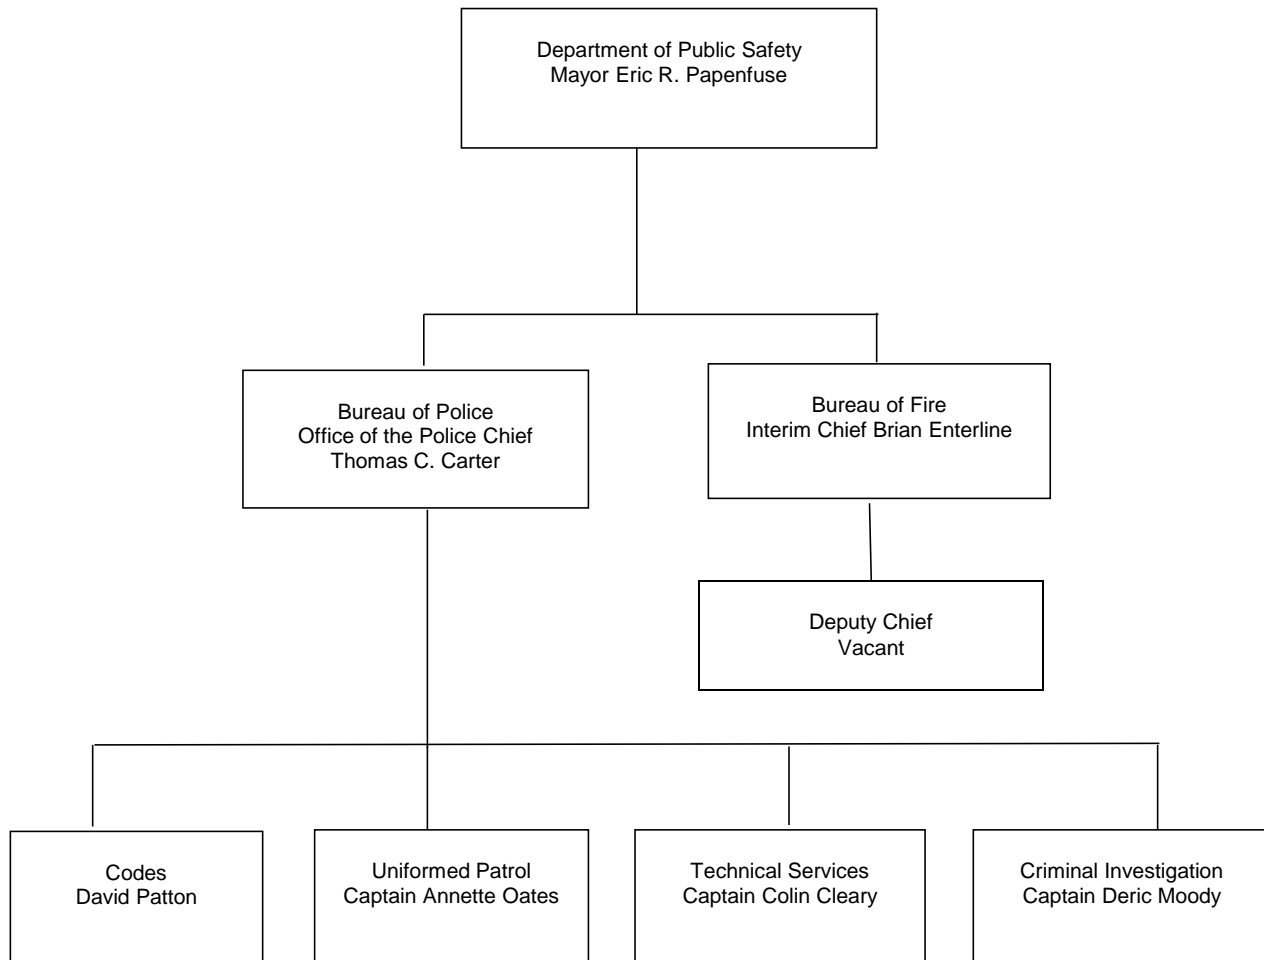 Department of Public Safety
Mayor Eric R. Papenfuse
Bureau of Police
Office of the Police Chief
Thomas C. Carter
Bureau of Fire
Interim Chief Brian Enterline
Deputy Chief
Vacant
Codes
David Patton
Uniformed Patrol
Captain Annette Oates
Technical Services
Captain Colin Cleary
Criminal Investigation
Captain Deric Moody